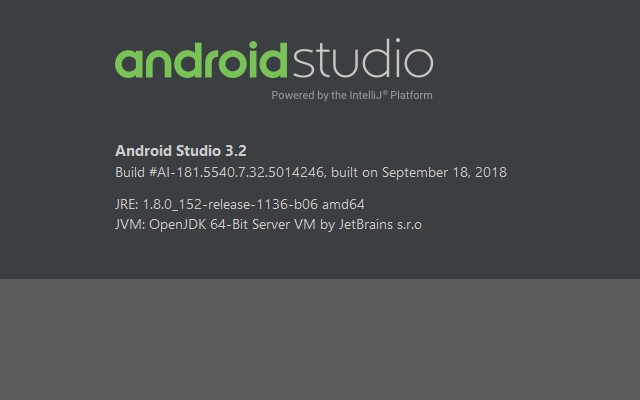 androidstudio
Powered by the IntelliJ® Platform
Android Studio 3.2
Build #AI-181.5540.7.32.5014246, built on September 18, 2018
JRE: 1.8.0_152-release-1136-b06 amd64
JVM: OpenJDK 64-Bit Server VM by JetBrains s.r.o